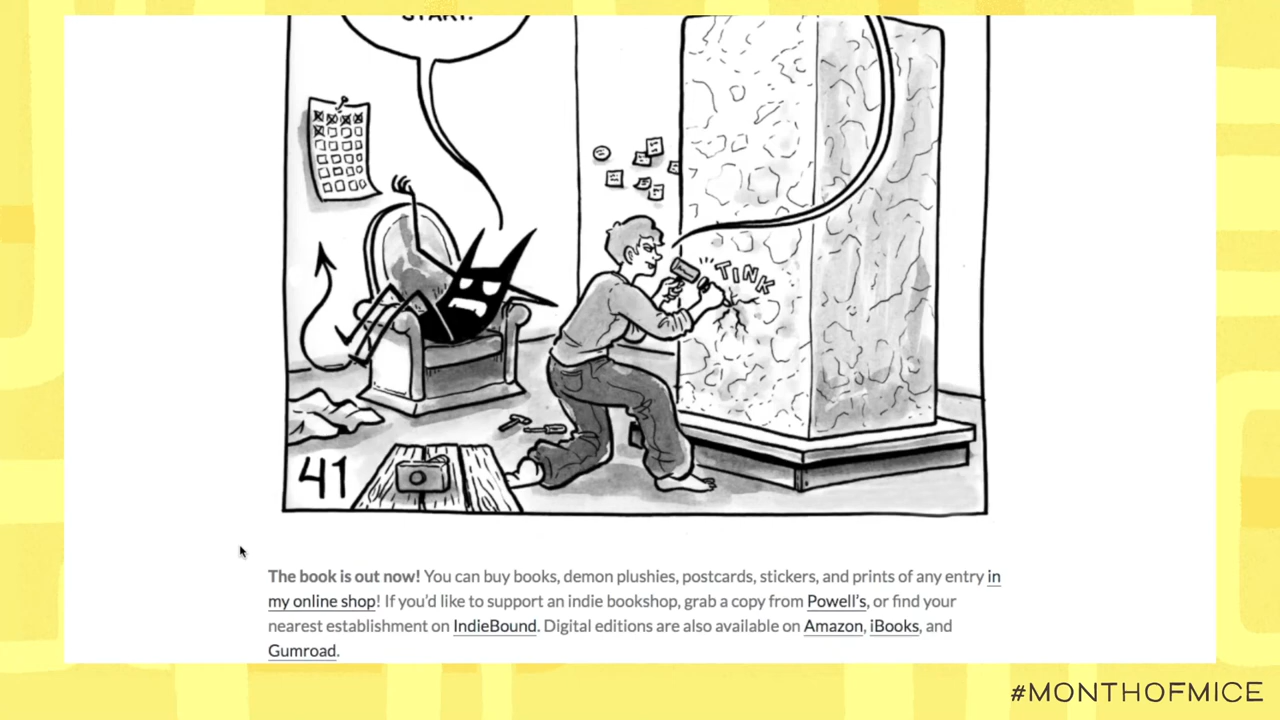 START!
TINK
41
The book is out now! You can buy books, demon plushies, postcards, stickers, and prints of any entry in
my online shop! If you’d like to support an indie bookshop, grab a copy from Powell’s, or find your
nearest establishment on IndieBound. Digital editions are also available on Amazon, iBooks, and
Gumroad.
#MONTHOFMICE